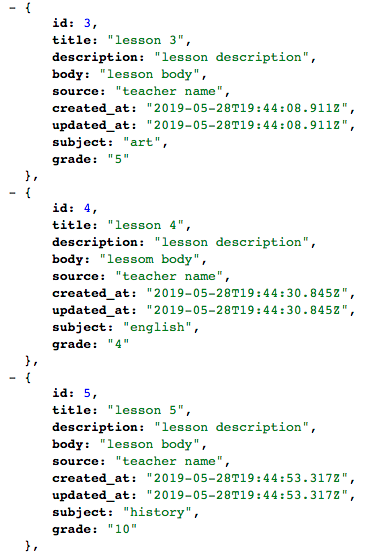 - {
id: 3,
title: "lesson 3",
description: "lesson description",
body: "lesson body",
source: "teacher name",
created_at: "2019-05-28T19:44:08.911Z",
updated_at: "2019-05-28T19:44:08.911Z",
subject: "art",
grade: "5"
},
- {
id: 4,
title: "lesson 4",
description: "lesson description",
body: "lessom body",
source: "teacher name",
created_at: "2019-05-28T19:44:30.845Z",
updated_at: "2019-05-28T19:44:30.845Z",
subject: "english",
grade: "4"
},
- {
id: 5,
title: "lesson 5",
description: "lesson description",
body: "lesson body",
source: "teacher name",
created_at: "2019-05-28T19:44:53.317Z",
updated_at: "2019-05-28T19:44:53.317Z",
subject: "history",
grade: "10"
},